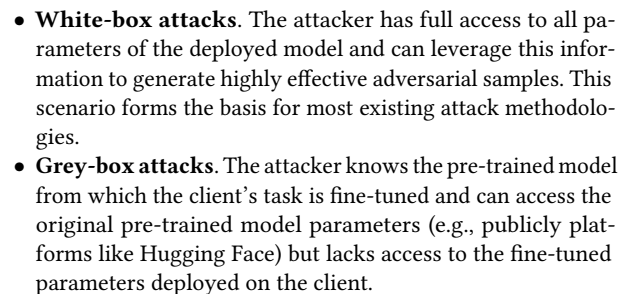 • White-box attacks. The attacker has full access to all pa-
rameters of the deployed model and can leverage this infor-
mation to generate highly effective adversarial samples. This
scenario forms the basis for most existing attack methodolo-
gies.
• Grey-box attacks. The attacker knows the pre-trained model
from which the client's task is fine-tuned and can access the
original pre-trained model parameters (e.g., publicly plat-
forms like Hugging Face) but lacks access to the fine-tuned
parameters deployed on the client.